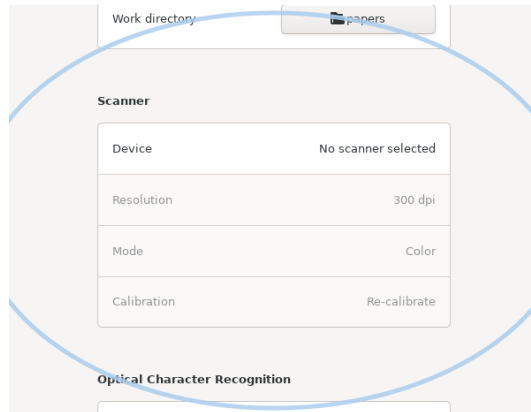 Work directory papers
Scanner
Device No scanner selected
Resolution 300 dpi
Mode Color
Calibration Re-calibrate
Optical Character Recognition